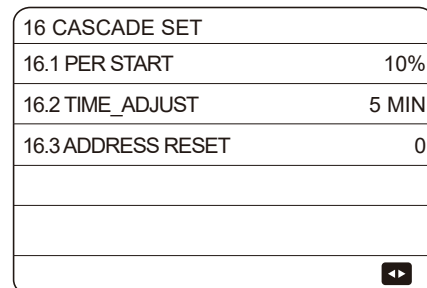 16 CASCADE SET
16.1 PER START 10%
16.2 TIME_ADJUST 5 MIN
16.3 ADDRESS RESET 0